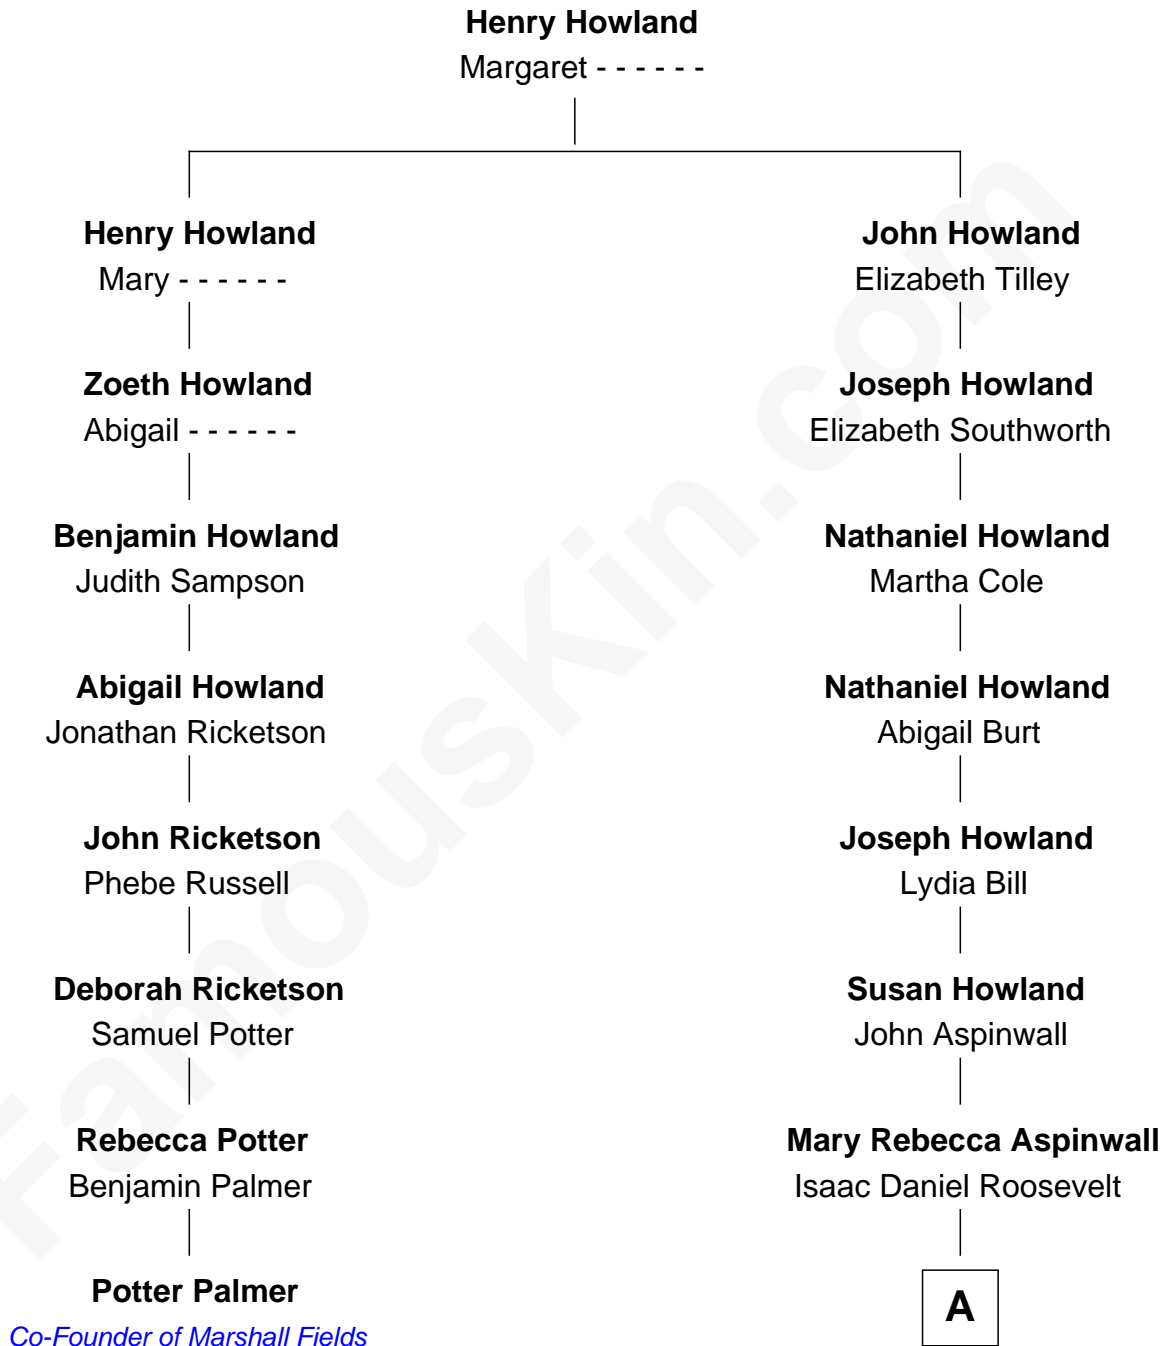 Henry Howland
Margaret - - - - - -
Henry Howland
Mary - - - - - -
John Howland
Elizabeth Tilley
Zoeth Howland
Abigail - - - - - -
Joseph Howland
Elizabeth Southworth
Benjamin Howland
Judith Sampson
Nathaniel Howland
Martha Cole
Abigail Howland
Jonathan Ricketson
Nathaniel Howland
Abigail Burt
John Ricketson
Phebe Russell
Joseph Howland
Lydia Bill
Deborah Ricketson
Samuel Potter
Susan Howland
John Aspinwall
Rebecca Potter
Benjamin Palmer
Mary Rebecca Aspinwall
Isaac Daniel Roosevelt
Potter Palmer
Co-Founder of Marshall Fields
A
FamousKin.com